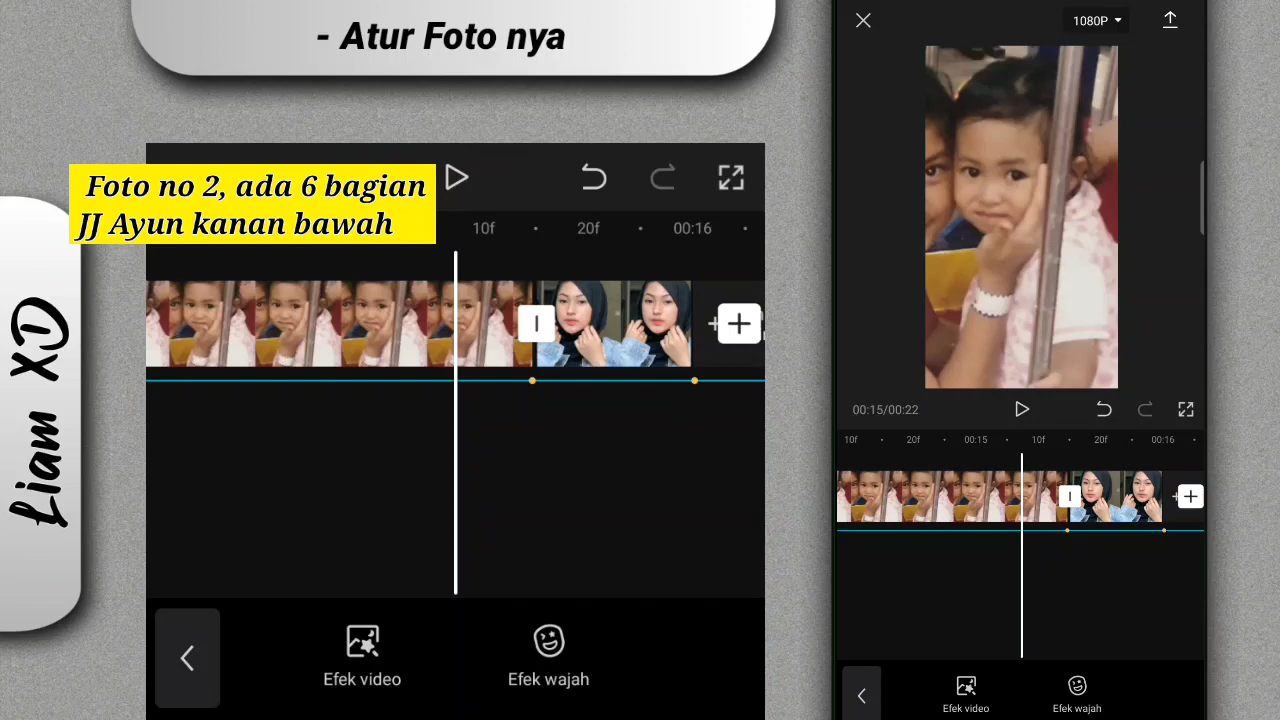 - Atur Foto nya
Foto no 2, ada 6 bagian
JJ Ayun kanan bawah
Liam XD
10f
20f
00:16
Efek video
Efek wajah
1080P
00:15/00:22
10f
20f
00:15
10f
20f
00:16
Efek video
Efek wajah